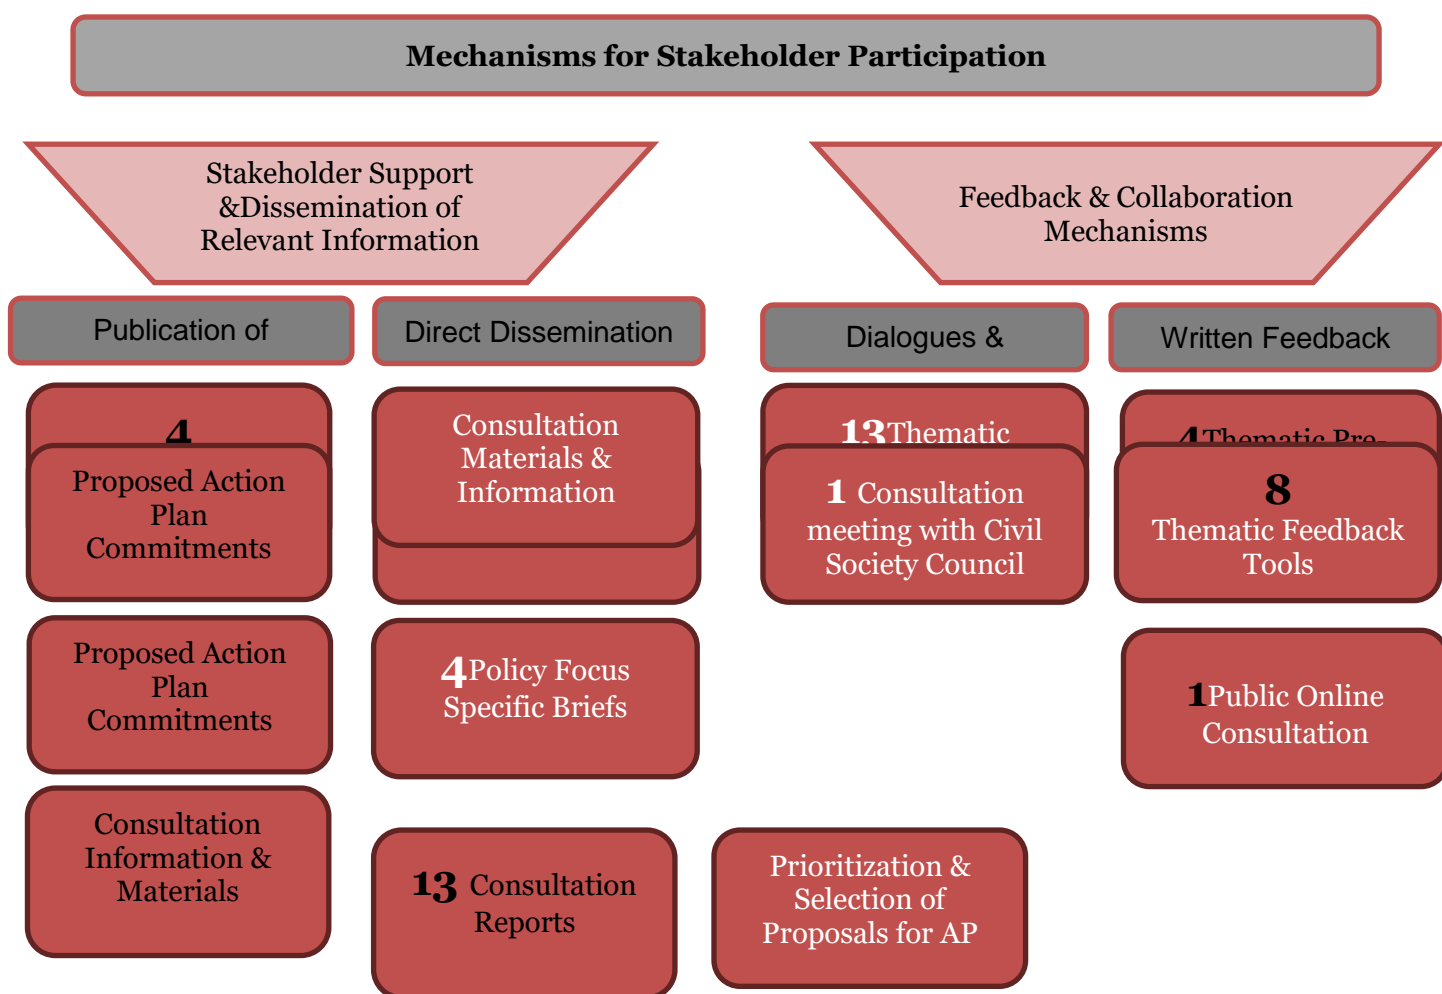 Mechanisms for Stakeholder Participation
Stakeholder Support
&Dissemination of
Relevant Information
Feedback & Collaboration
Mechanisms
Publication of
Direct Dissemination
Dialogues &
Written Feedback
4
Proposed Action
Plan
Commitments
Proposed Action
Plan
Commitments
Consultation
Information &
Materials
Consultation
Materials &
Information
4Policy Focus
Specific Briefs
13 Consultation
Reports
13Thematic
1 Consultation
meeting with Civil
Society Council
Prioritization &
Selection of
Proposals for AP
4Thematic Pre-
8
Thematic Feedback
Tools
1Public Online
Consultation